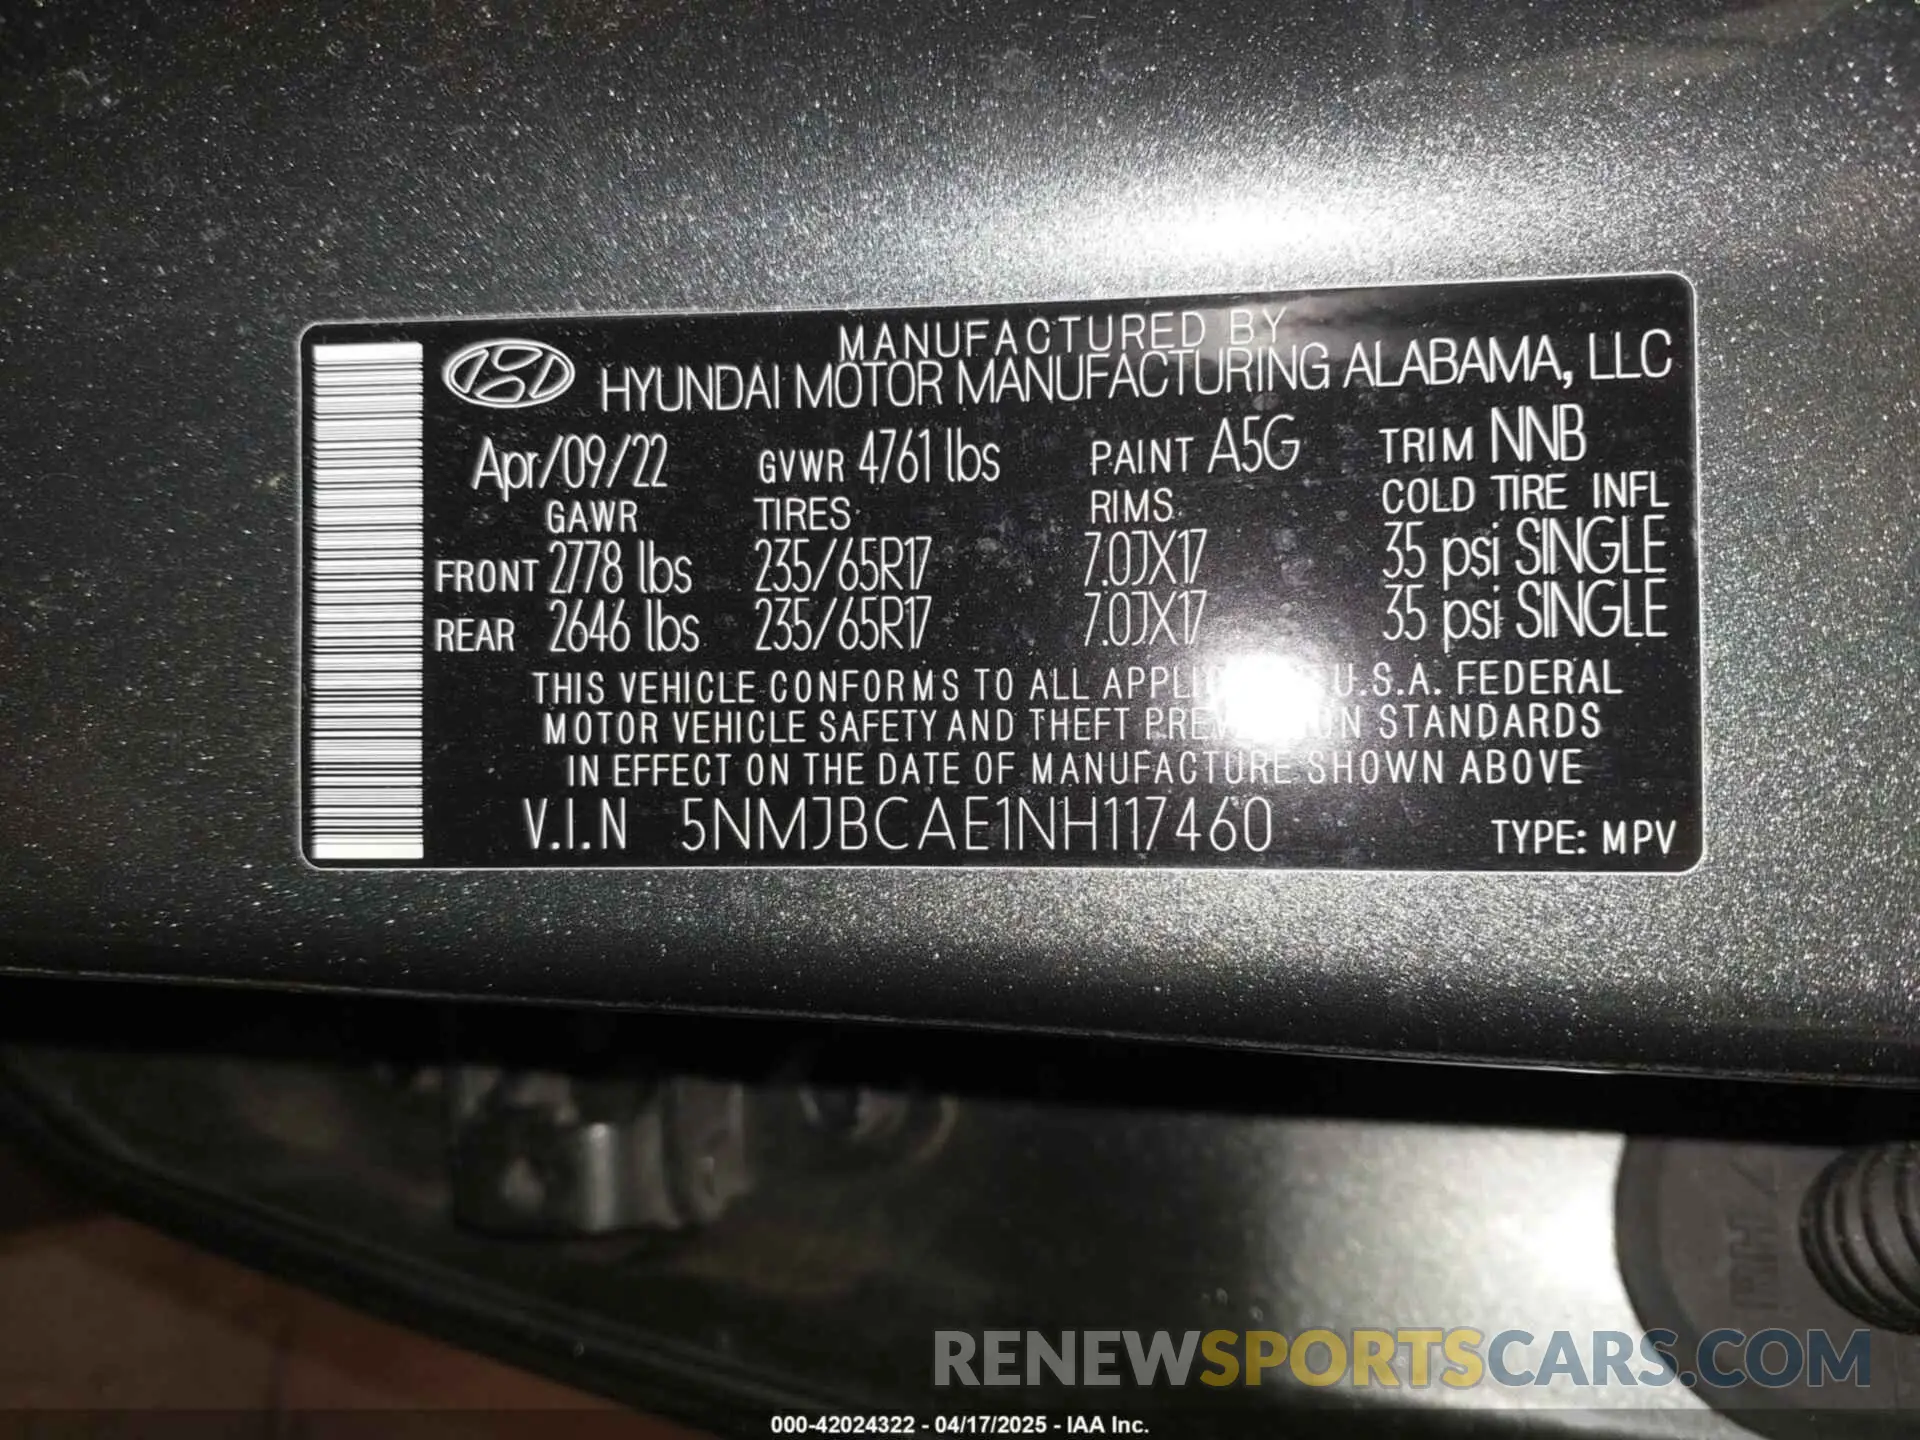 MANUFACTURED BY
HYUNDAI MOTOR MANUFACTURING ALABAMA, LLC
Apr/09/22 GVWR 4761 lbs PAINT A5G TRIM NNB
GAWR TIRES RIMS COLD TIRE INFL
FRONT 2778 lbs 235/65R17 7.0JX17 35 psi SINGLE
REAR 2646 lbs 235/65R17 7.0JX17 35 psi SINGLE
THIS VEHICLE CONFORMS TO ALL U.S.A. FEDERAL
MOTOR VEHICLE SAFETY AND THEFT PREVENTION STANDARDS
IN EFFECT ON THE DATE OF MANUFACTURE SHOWN ABOVE
V.I.N 5NMJBCAE1NH117460 TYPE: MPV
RENEWSPORTSCARS.COM
000-42024322 - 04/17/2025 - IAA Inc.